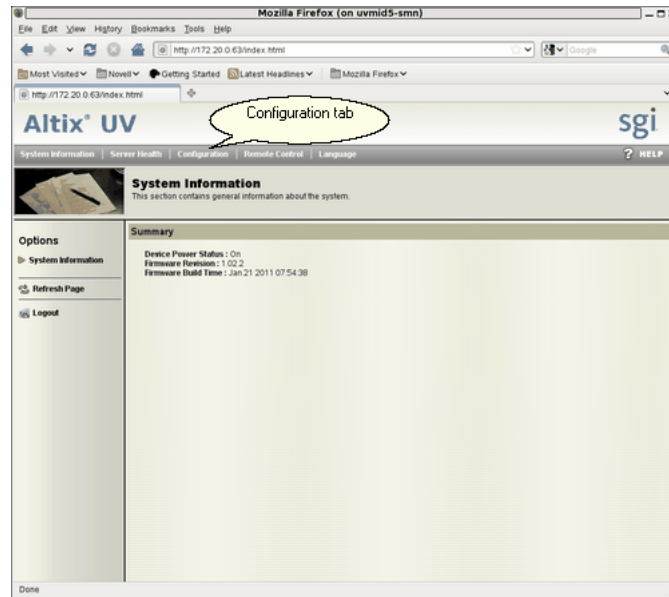 Mozilla Firefox (on uvmid5-smn)
File Edit View History Bookmarks Tools Help
http://172.20.0.63/index.html
Google
Most Visited Novell Getting Started Latest Headlines Mozilla Firefox
http://172.20.0.63/index.html
Configuration tab
Altix® UV
sgi
System Information | Server Health | Configuration | Remote Control | Language
? HELP
System Information
This section contains general information about the system.
Options
System Information
Refresh Page
Logout
Summary
Device Power Status : On
Firmware Revision : 1.02.2
Firmware Build Time : Jan 21 2011 07:54:38
Done